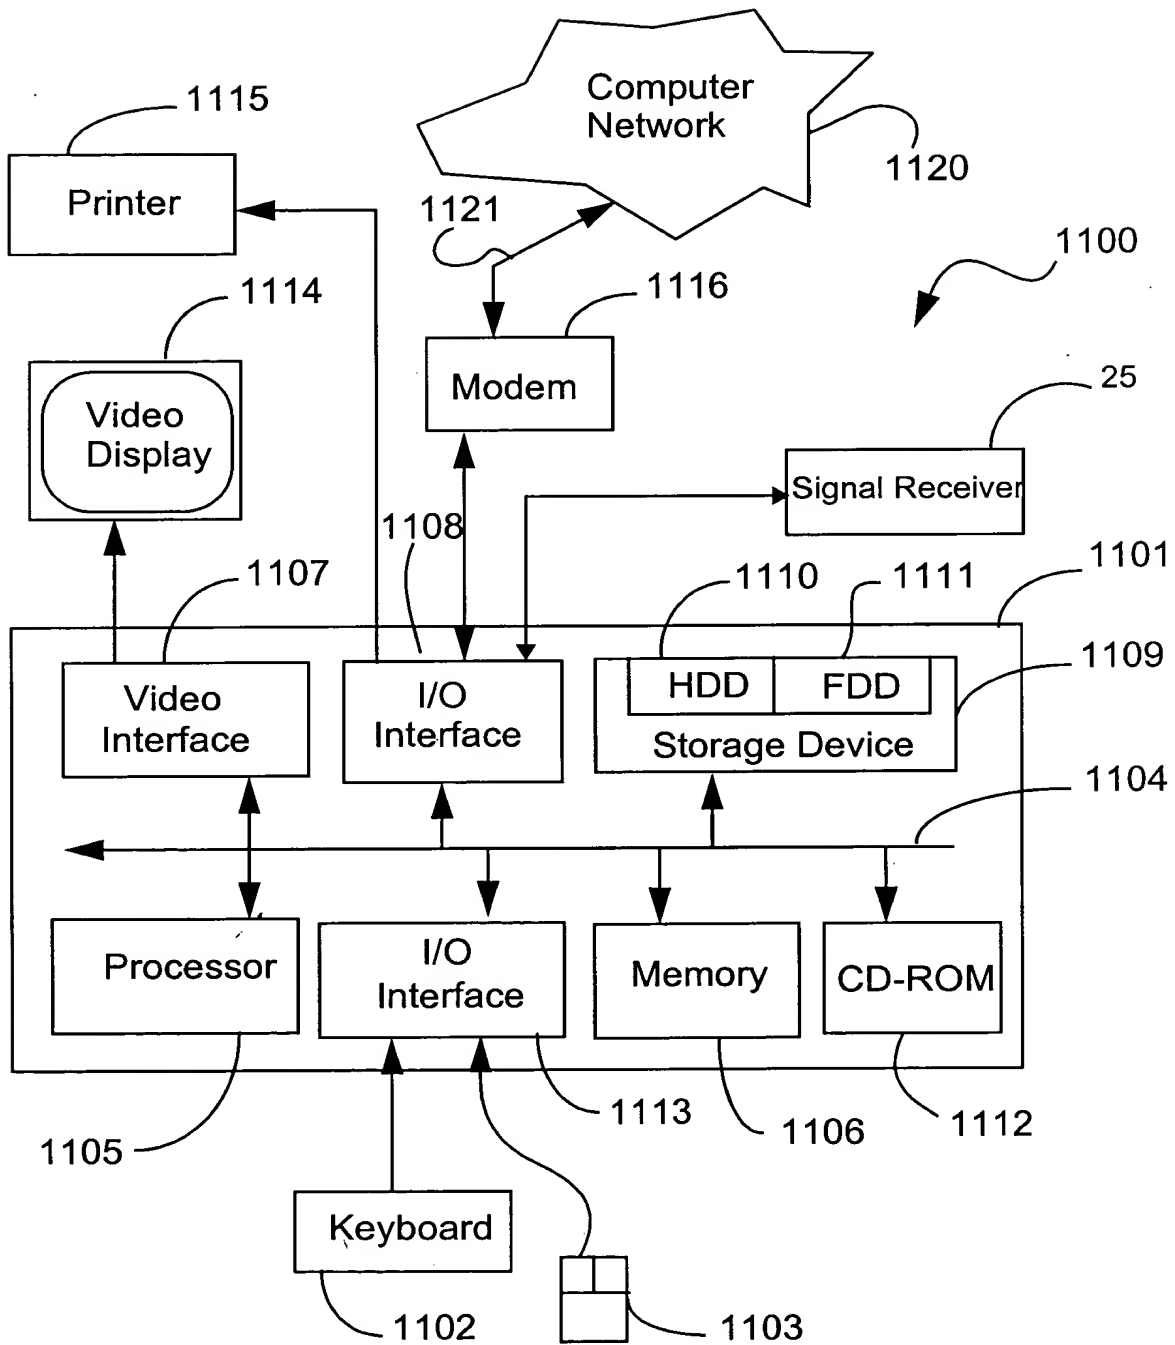 Computer
Network
1120
1115
Printer
1121
1100
1114
1116
Video
Display
Modem
25
Signal Receiver
1108
1107
1110
1111
1101
Video
Interface
I/O
Interface
HDD
FDD
Storage Device
1109
1104
Processor
I/O
Interface
Memory
CD-ROM
1105
1113
1106
1112
Keyboard
1102
1103